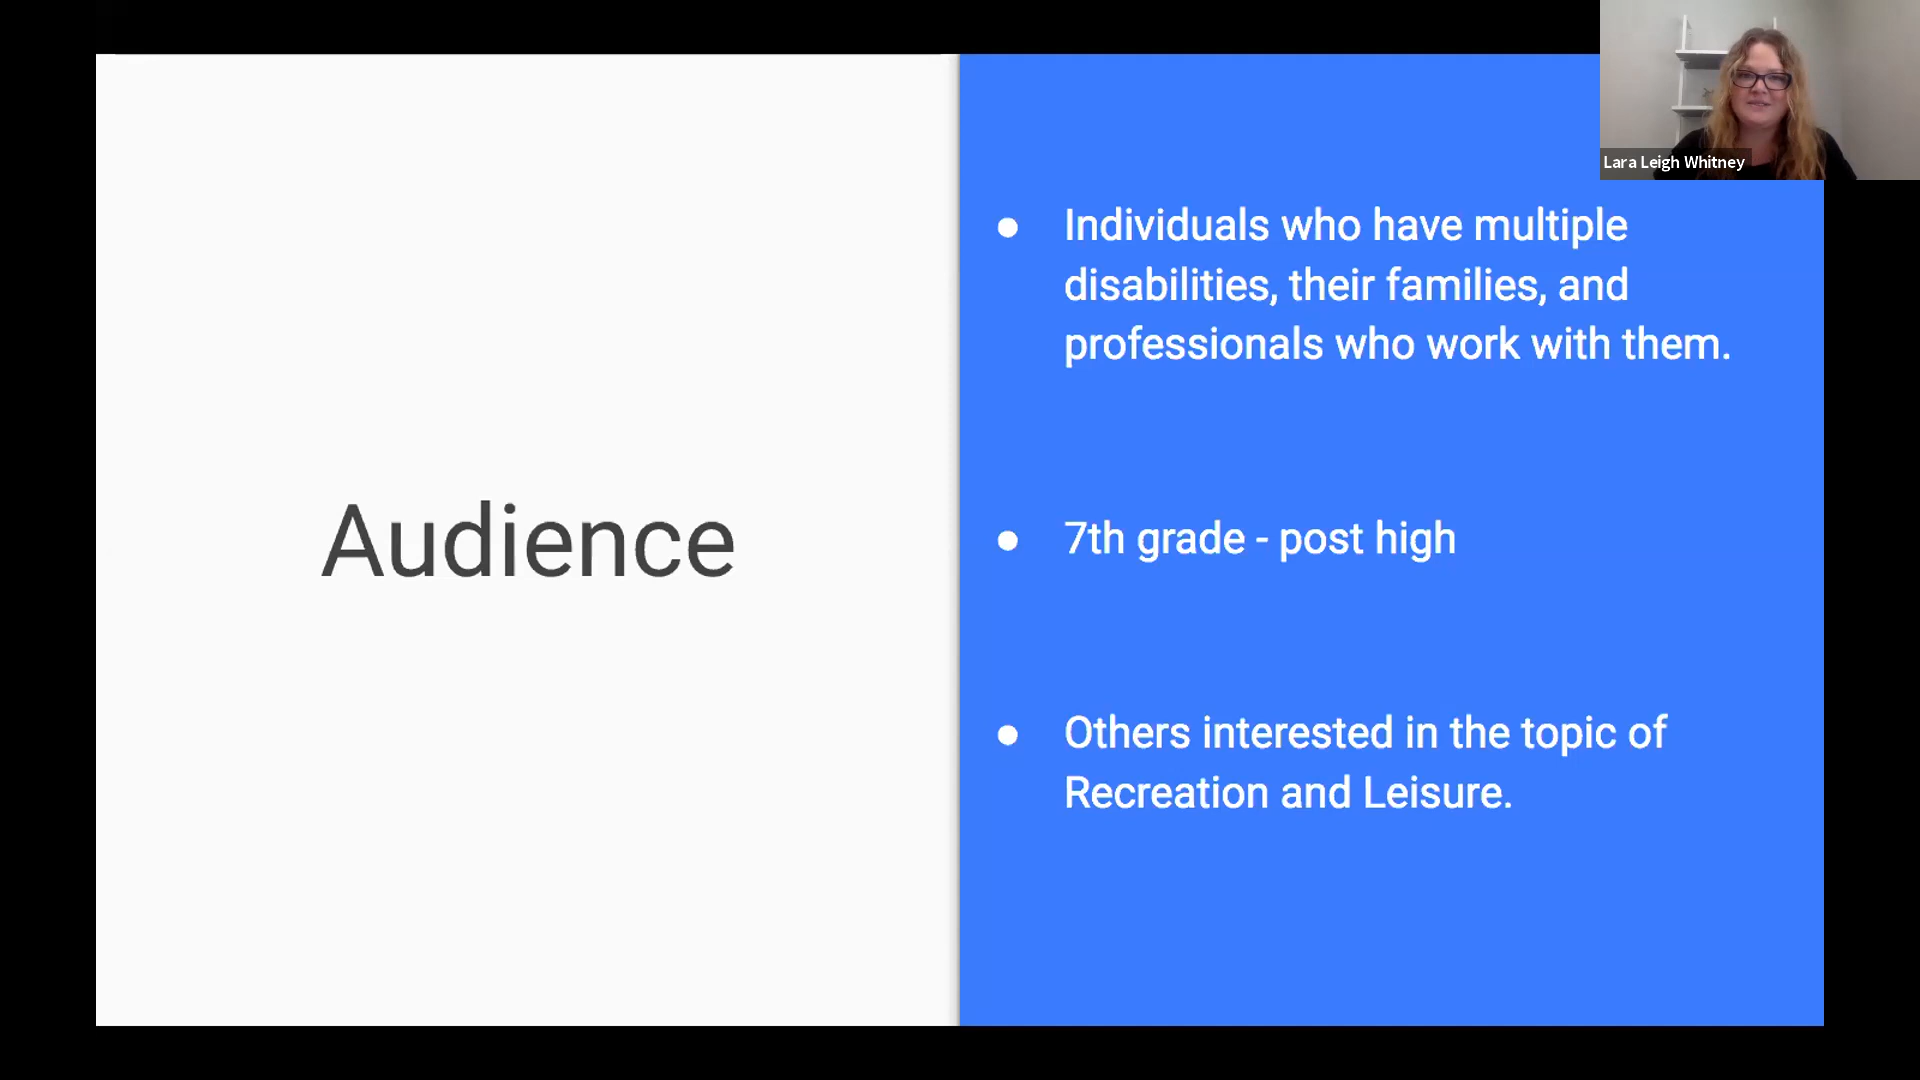 Lara Leigh Whitney
Audience
● Individuals who have multiple
disabilities, their families, and
professionals who work with them.
● 7th grade - post high
● Others interested in the topic of
Recreation and Leisure.